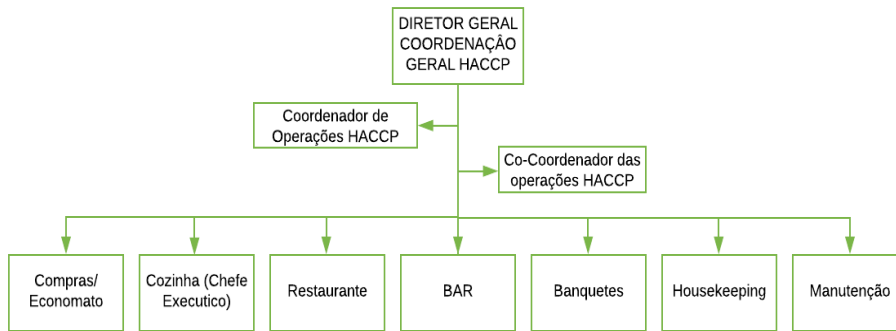 DIRETOR GERAL
COORDENAÇÂO
GERAL HACCP
Coordenador de
Operações HACCP
Co-Coordenador das
operações HACCP
Compras/
Economato
Cozinha (Chefe
Executico)
Restaurante
BAR
Banquetes
Housekeeping
Manutenção